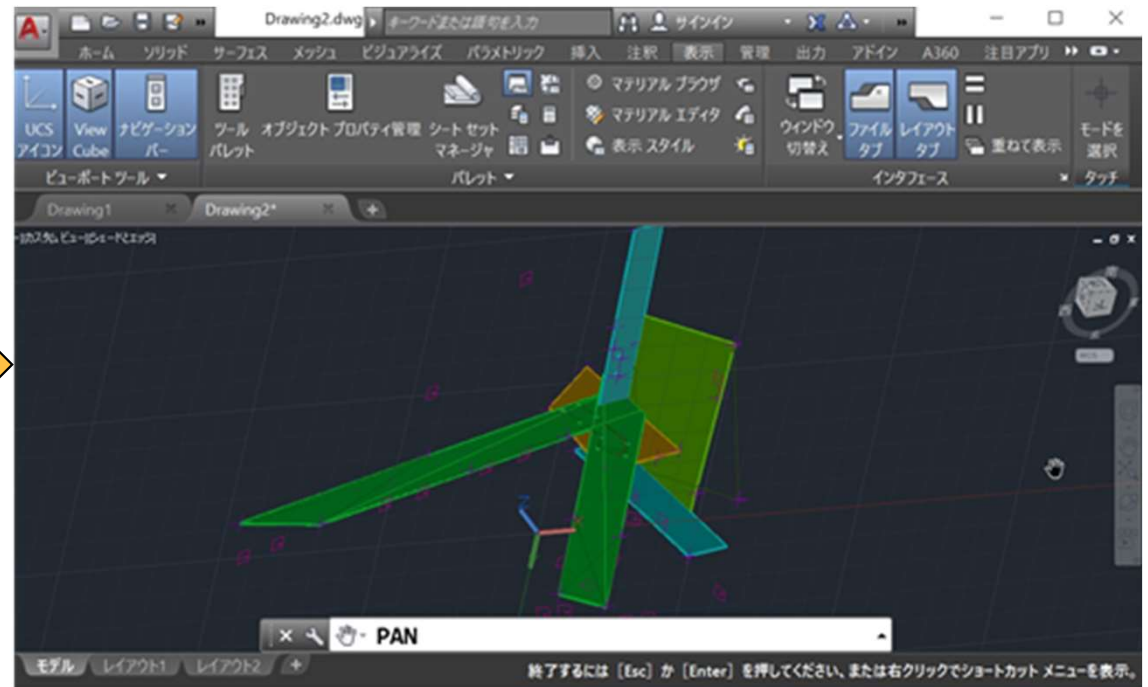 Drawing2.dwg キーワードまたは語句を入力 サインイン
ホーム ソリッド サーフェス メッシュ ビジュアライズ パラメトリック 挿入 注釈 表示 管理 出力 アドイン A360 注目アプリ
UCS アイコン
View Cube
ナビゲーション バー
ツール パレット
オブジェクト プロパティ管理
シート セット マネージャ
マテリアル ブラウザ
マテリアル エディタ
表示 スタイル
ウィンドウ 切替え
ファイル タブ
レイアウト タブ
重ねて表示
モードを 選択
ビューポート ツール パレット インタフェース タッチ
Drawing1 Drawing2*
Z
PAN
モデル レイアウト1 レイアウト2
終了するには [Esc] か [Enter] を押してください、または右クリックでショートカット メニューを表示。